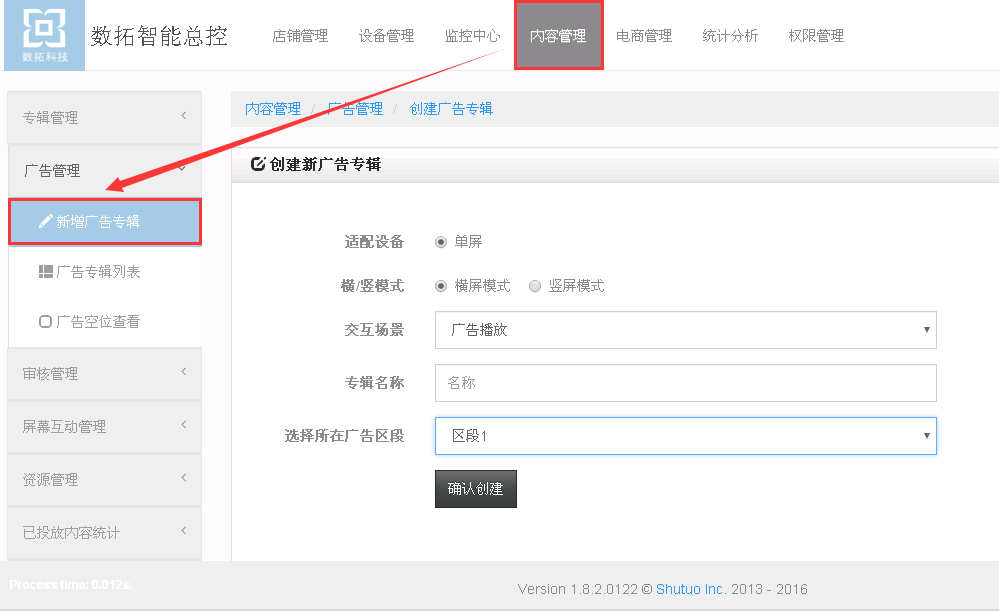 数拓科技
数拓智能总控
店铺管理 设备管理 监控中心 内容管理 电商管理 统计分析 权限管理
专辑管理
广告管理
新增广告专辑
广告专辑列表
广告空位查看
审核管理
屏幕互动管理
资源管理
已投放内容统计
内容管理 / 广告管理 / 创建广告专辑
创建新广告专辑
适配设备 单屏
横/竖模式 横屏模式 竖屏模式
交互场景 广告播放
专辑名称 名称
选择所在广告区段 区段1
确认创建
Process time: 0.012s.
Version 1.8.2.0122 © Shutuo Inc. 2013 - 2016